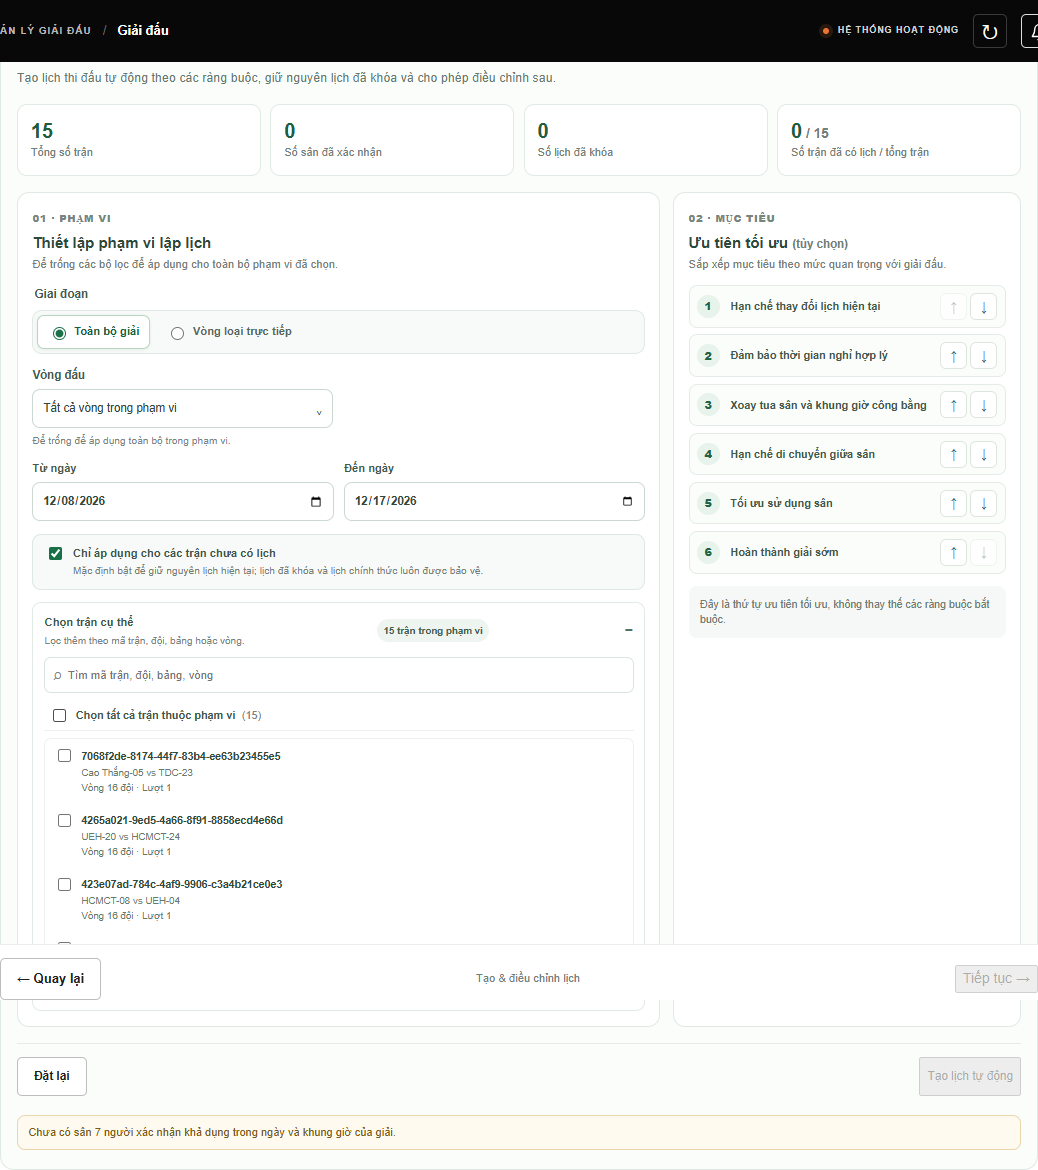 ẢN LÝ GIẢI ĐẤU / Giải đấu
HỆ THỐNG HOẠT ĐỘNG
Tạo lịch thi đấu tự động theo các ràng buộc, giữ nguyên lịch đã khóa và cho phép điều chỉnh sau.
15
Tổng số trận
0
Số sân đã xác nhận
0
Số lịch đã khóa
0 / 15
Số trận đã có lịch / tổng trận
01 · PHẠM VI
Thiết lập phạm vi lập lịch
Để trống các bộ lọc để áp dụng cho toàn bộ phạm vi đã chọn.
Giai đoạn
Toàn bộ giải
Vòng loại trực tiếp
Vòng đấu
Tất cả vòng trong phạm vi
Để trống để áp dụng toàn bộ trong phạm vi.
Từ ngày
Đến ngày
12/08/2026
12/17/2026
Chỉ áp dụng cho các trận chưa có lịch
Mặc định bật để giữ nguyên lịch hiện tại; lịch đã khóa và lịch chính thức luôn được bảo vệ.
Chọn trận cụ thể
Lọc thêm theo mã trận, đội, bảng hoặc vòng.
15 trận trong phạm vi
Tìm mã trận, đội, bảng, vòng
Chọn tất cả trận thuộc phạm vi (15)
7068f2de-8174-44f7-83b4-ee63b23455e5
Cao Thắng-05 vs TDC-23
Vòng 16 đội · Lượt 1
4265a021-9ed5-4a66-8f91-8858ecd4e66d
UEH-20 vs HCMCT-24
Vòng 16 đội · Lượt 1
423e07ad-784c-4af9-9906-c3a4b21ce0e3
HCMCT-08 vs UEH-04
Vòng 16 đội · Lượt 1
02 · MỤC TIÊU
Ưu tiên tối ưu (tùy chọn)
Sắp xếp mục tiêu theo mức quan trọng với giải đấu.
1 Hạn chế thay đổi lịch hiện tại ↑ ↓
2 Đảm bảo thời gian nghỉ hợp lý ↑ ↓
3 Xoay tua sân và khung giờ công bằng ↑ ↓
4 Hạn chế di chuyển giữa sân ↑ ↓
5 Tối ưu sử dụng sân ↑ ↓
6 Hoàn thành giải sớm ↑ ↓
Đây là thứ tự ưu tiên tối ưu, không thay thế các ràng buộc bắt
buộc.
← Quay lại
Tạo & điều chỉnh lịch
Tiếp tục →
Đặt lại
Tạo lịch tự động
Chưa có sân 7 người xác nhận khả dụng trong ngày và khung giờ của giải.